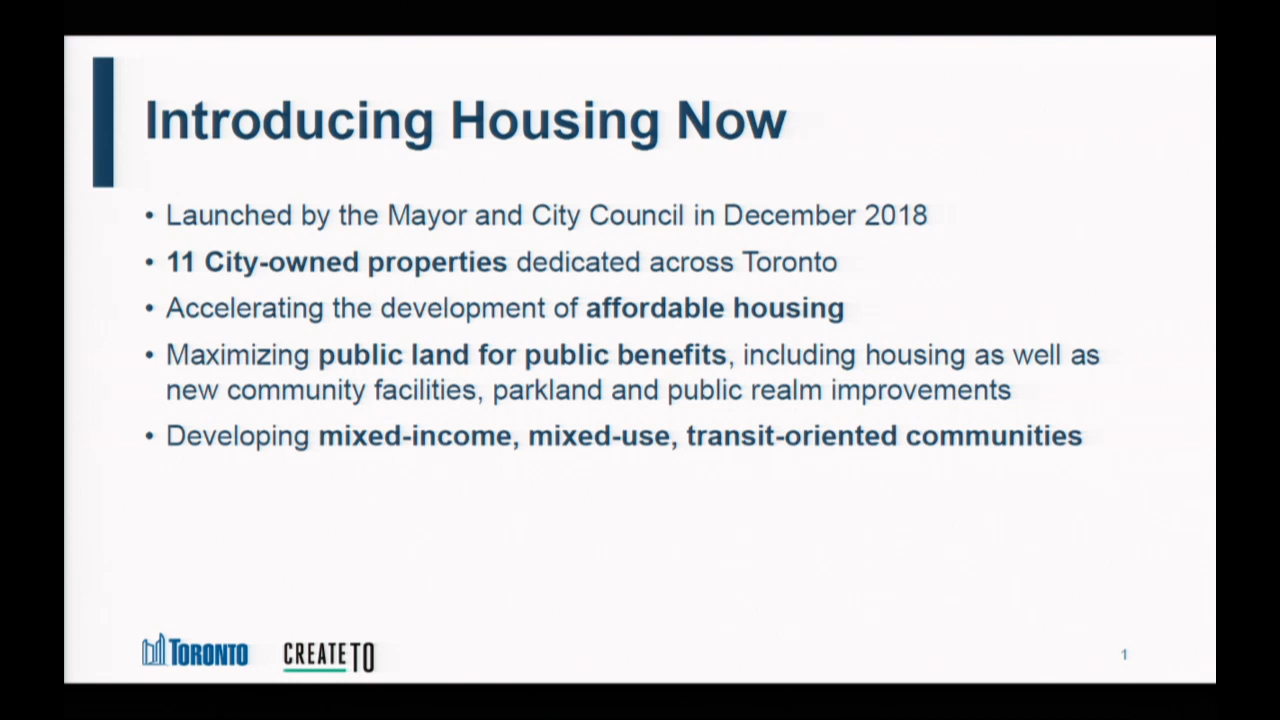 Introducing Housing Now
• Launched by the Mayor and City Council in December 2018
• 11 City-owned properties dedicated across Toronto
• Accelerating the development of affordable housing
• Maximizing public land for public benefits, including housing as well as
new community facilities, parkland and public realm improvements
• Developing mixed-income, mixed-use, transit-oriented communities
TORONTO CREATETO 1